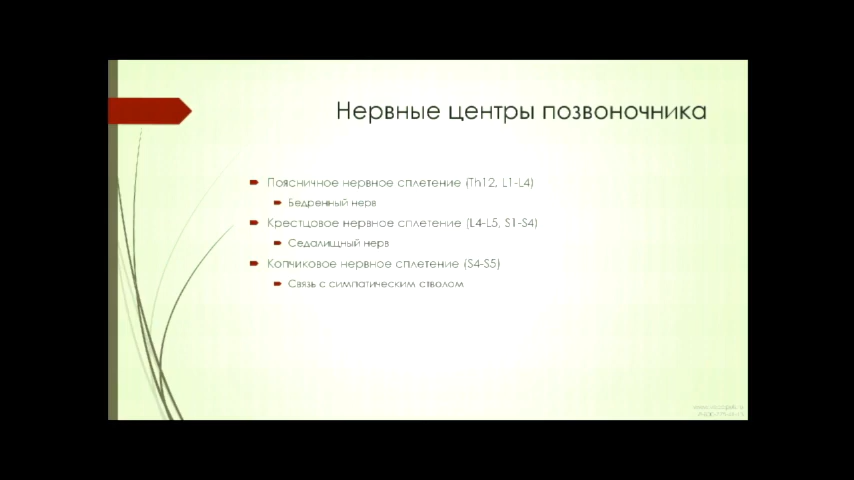 Нервные центры позвоночника
Поясничное нервное сплетение (Th12, L1-L4)
Бедренный нерв
Крестцовое нервное сплетение (L4-L5, S1-S4)
Седалищный нерв
Копчиковое нервное сплетение (S4-S5)
Связь с симпатическим стволом